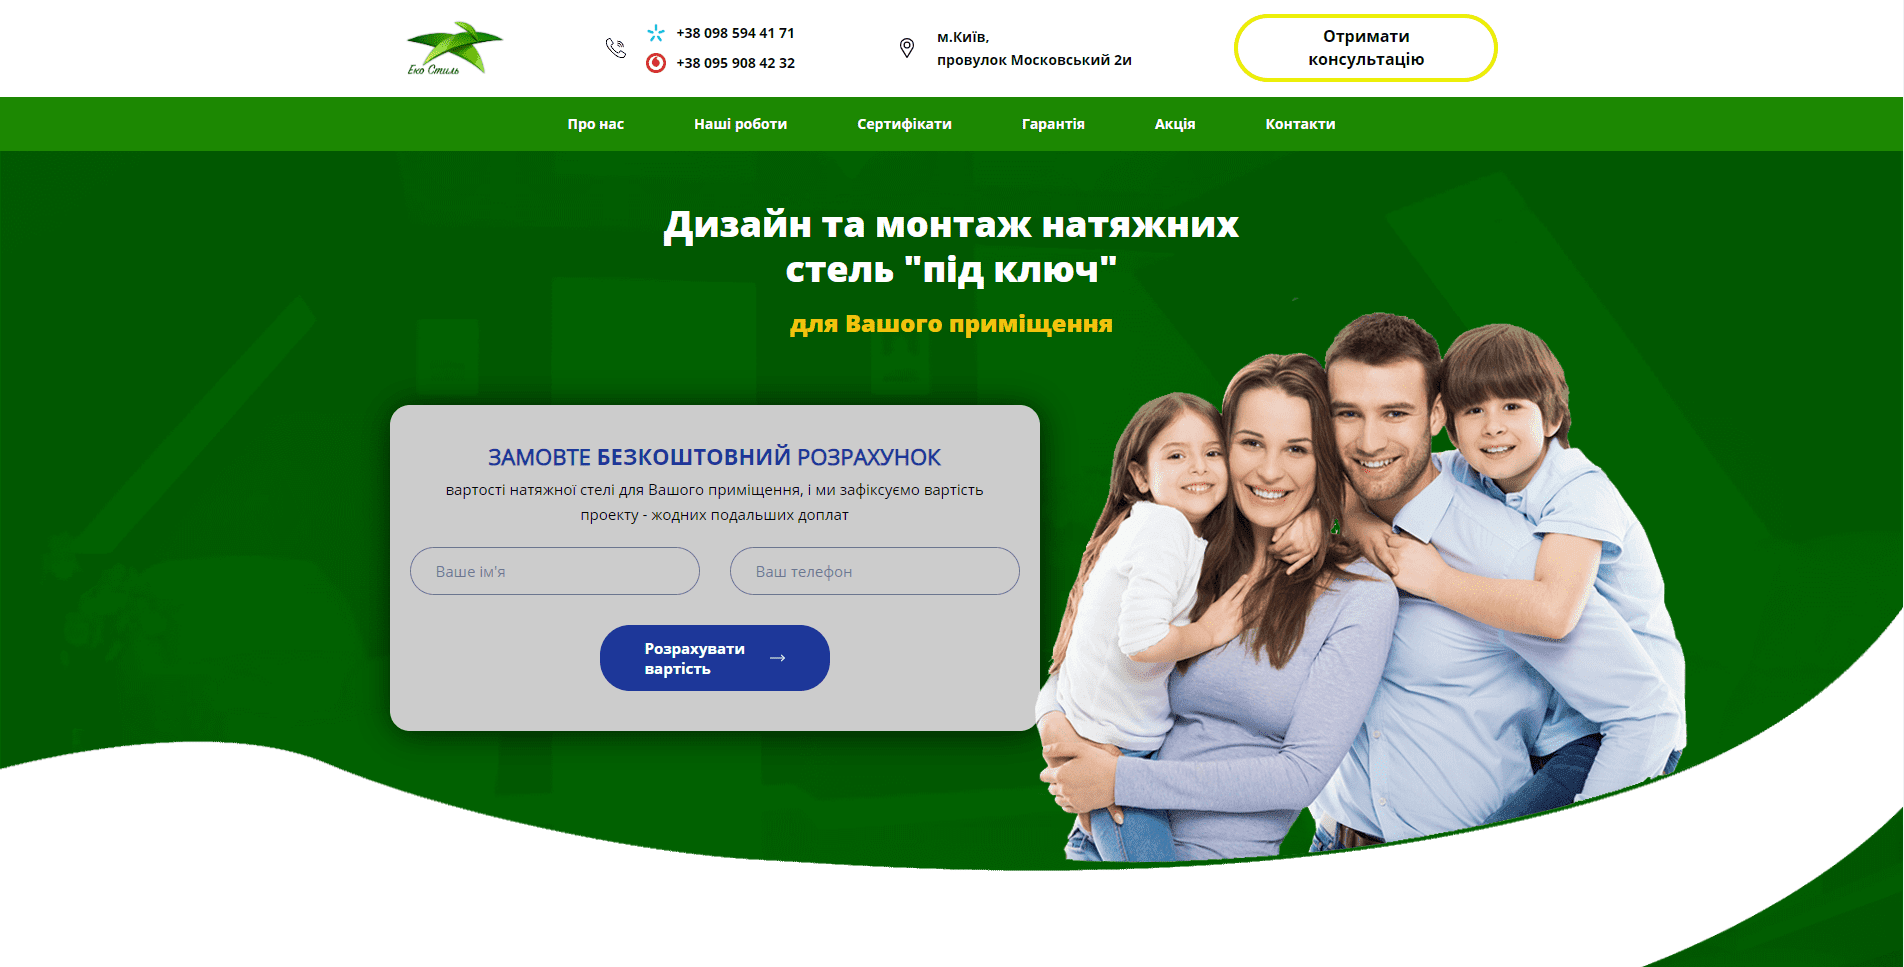 Еко Стиль
+38 098 594 41 71
+38 095 908 42 32
м.Київ,
провулок Московський 2и
Отримати
консультацію
Про нас
Наші роботи
Сертифікати
Гарантія
Акція
Контакти
Дизайн та монтаж натяжних
стель "під ключ"
для Вашого приміщення
ЗАМОВТЕ БЕЗКОШТОВНИЙ РОЗРАХУНОК
вартості натяжної стелі для Вашого приміщення, і ми зафіксуємо вартість
проекту - жодних подальших доплат
Ваше ім'я
Ваш телефон
Розрахувати
вартість